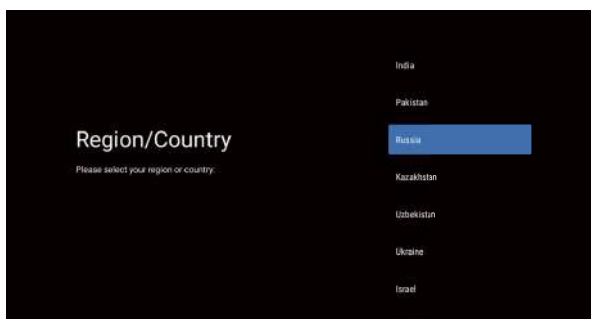 Region/Country
Please select your region or country.
India
Pakistan
Russia
Kazakhstan
Uzbekistan
Ukraine
Israel